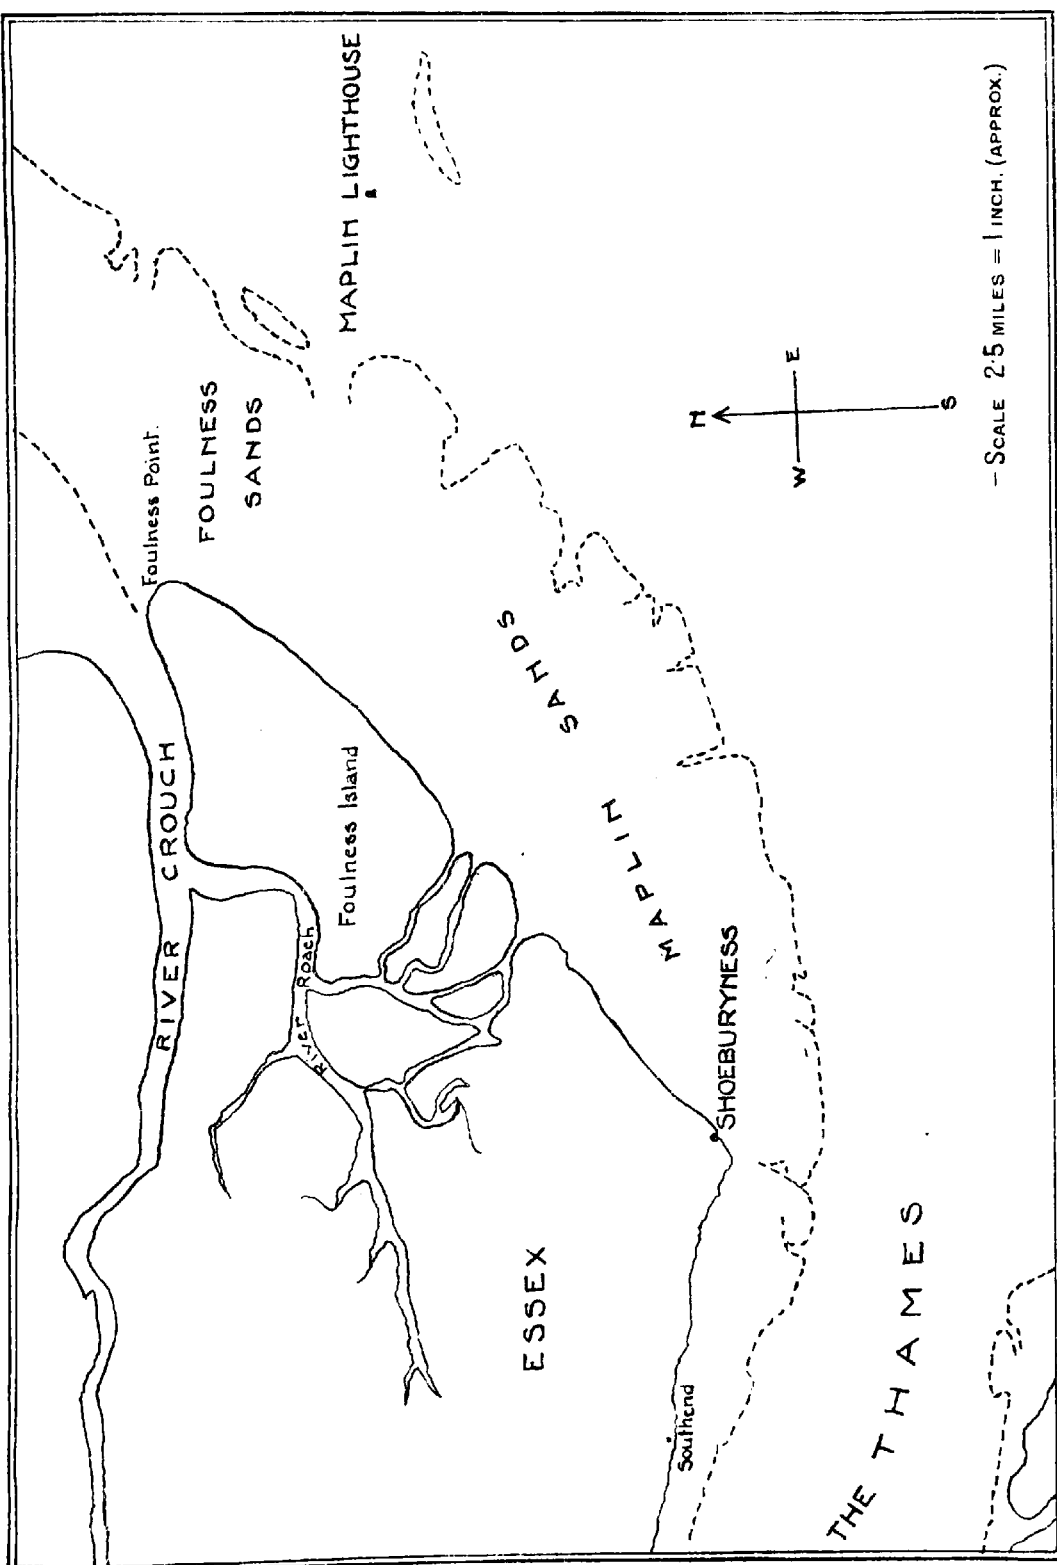 RIVER CROUCH
Foulness Point.
FOULNESS
SANDS
MAPLIN LIGHTHOUSE
River Roach
Foulness Island
MAPLIN SANDS
ESSEX
SHOEBURYNESS
Southend
THE THAMES
N
W
E
S
- SCALE 2·5 MILES = 1 INCH. (APPROX.)